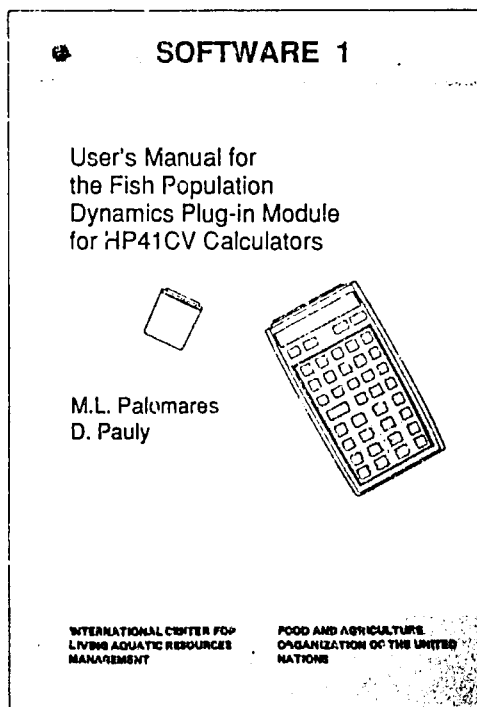 SOFTWARE 1
User's Manual for
the Fish Population
Dynamics Plug-in Module
for HP41CV Calculators
M.L. Palomares
D. Pauly
INTERNATIONAL CENTER FOR
LIVING AQUATIC RESOURCES
MANAGEMENT
FOOD AND AGRICULTURE
ORGANIZATION OF THE UNITED
NATIONS